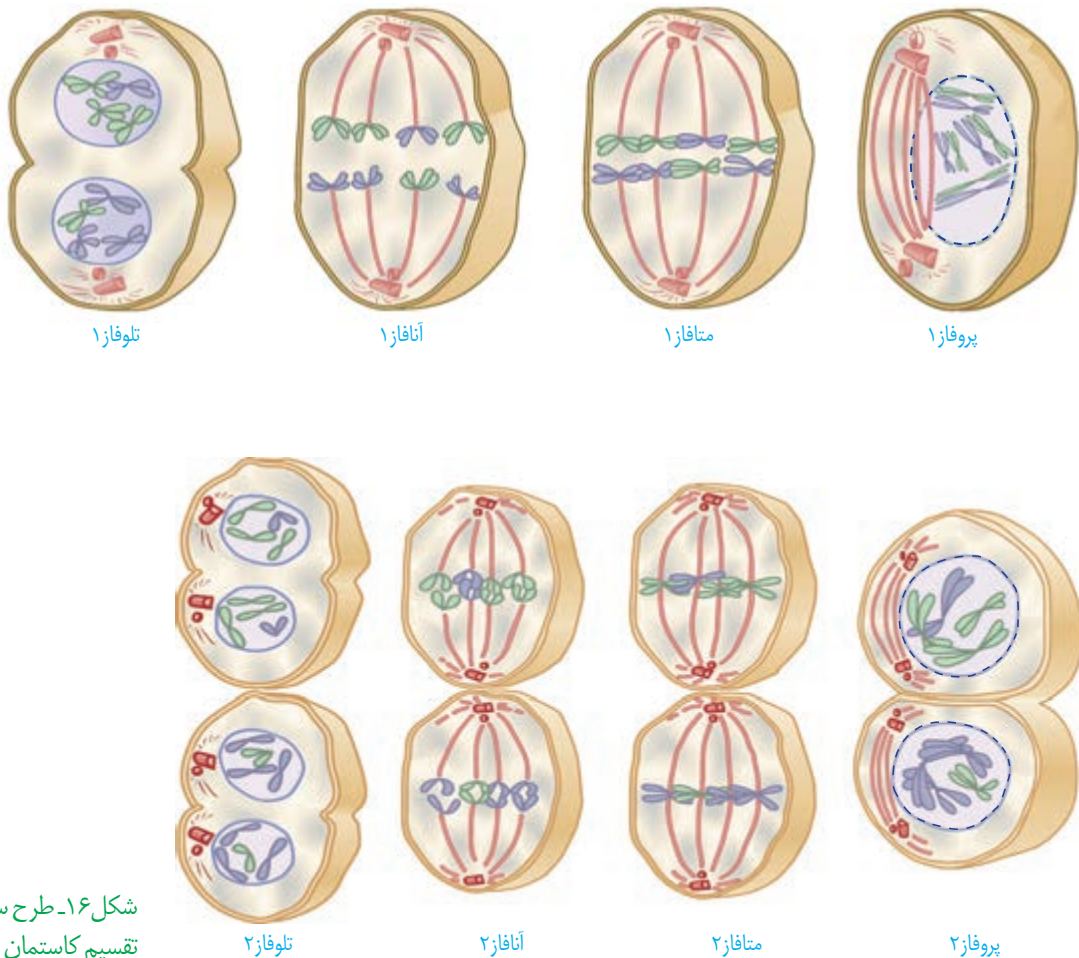 پروفاز۱
متافاز۱
آنافاز۱
تلوفاز۱
پروفاز۲
متافاز۲
آنافاز۲
تلوفاز۲
شکل۱۶ـ طرح
تقسیم کاستمان